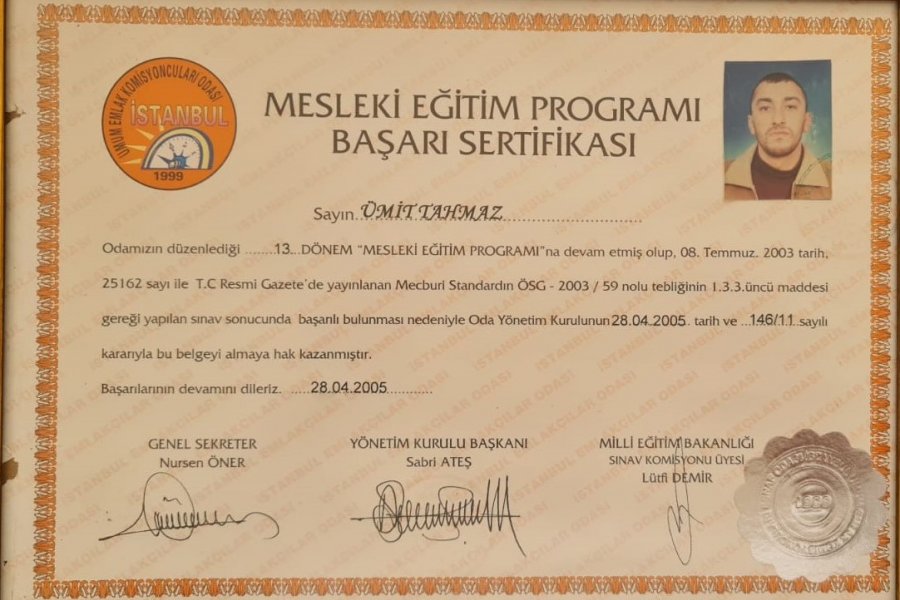 UMUM EMLAK KOMİSYONCULARI ODASI
İSTANBUL
1999
MESLEKİ EĞİTİM PROGRAMI
BAŞARI SERTİFİKASI
Sayın ÜMİT TAHMAZ
Odamızın düzenlediği ........13.. DÖNEM "MESLEKİ EĞİTİM PROGRAMI"na devam etmiş olup, 08. Temmuz. 2003 tarih,
25162 sayı ile T.C Resmi Gazete'de yayınlanan Mecburi Standardın ÖSG - 2003 / 59 nolu tebliğinin 1.3.3.üncü maddesi
gereği yapılan sınav sonucunda başarılı bulunması nedeniyle Oda Yönetim Kurulunun 28.04.2005. tarih ve ..146/11 sayılı
kararıyla bu belgeyi almaya hak kazanmıştır.
Başarılarının devamını dileriz. .....28.04.2005............
GENEL SEKRETER YÖNETİM KURULU BAŞKANI MİLLİ EĞİTİM BAKANLIĞI
Nursen ÖNER Sabri ATEŞ SINAV KOMİSYONU ÜYESİ
Lütfi DEMİR